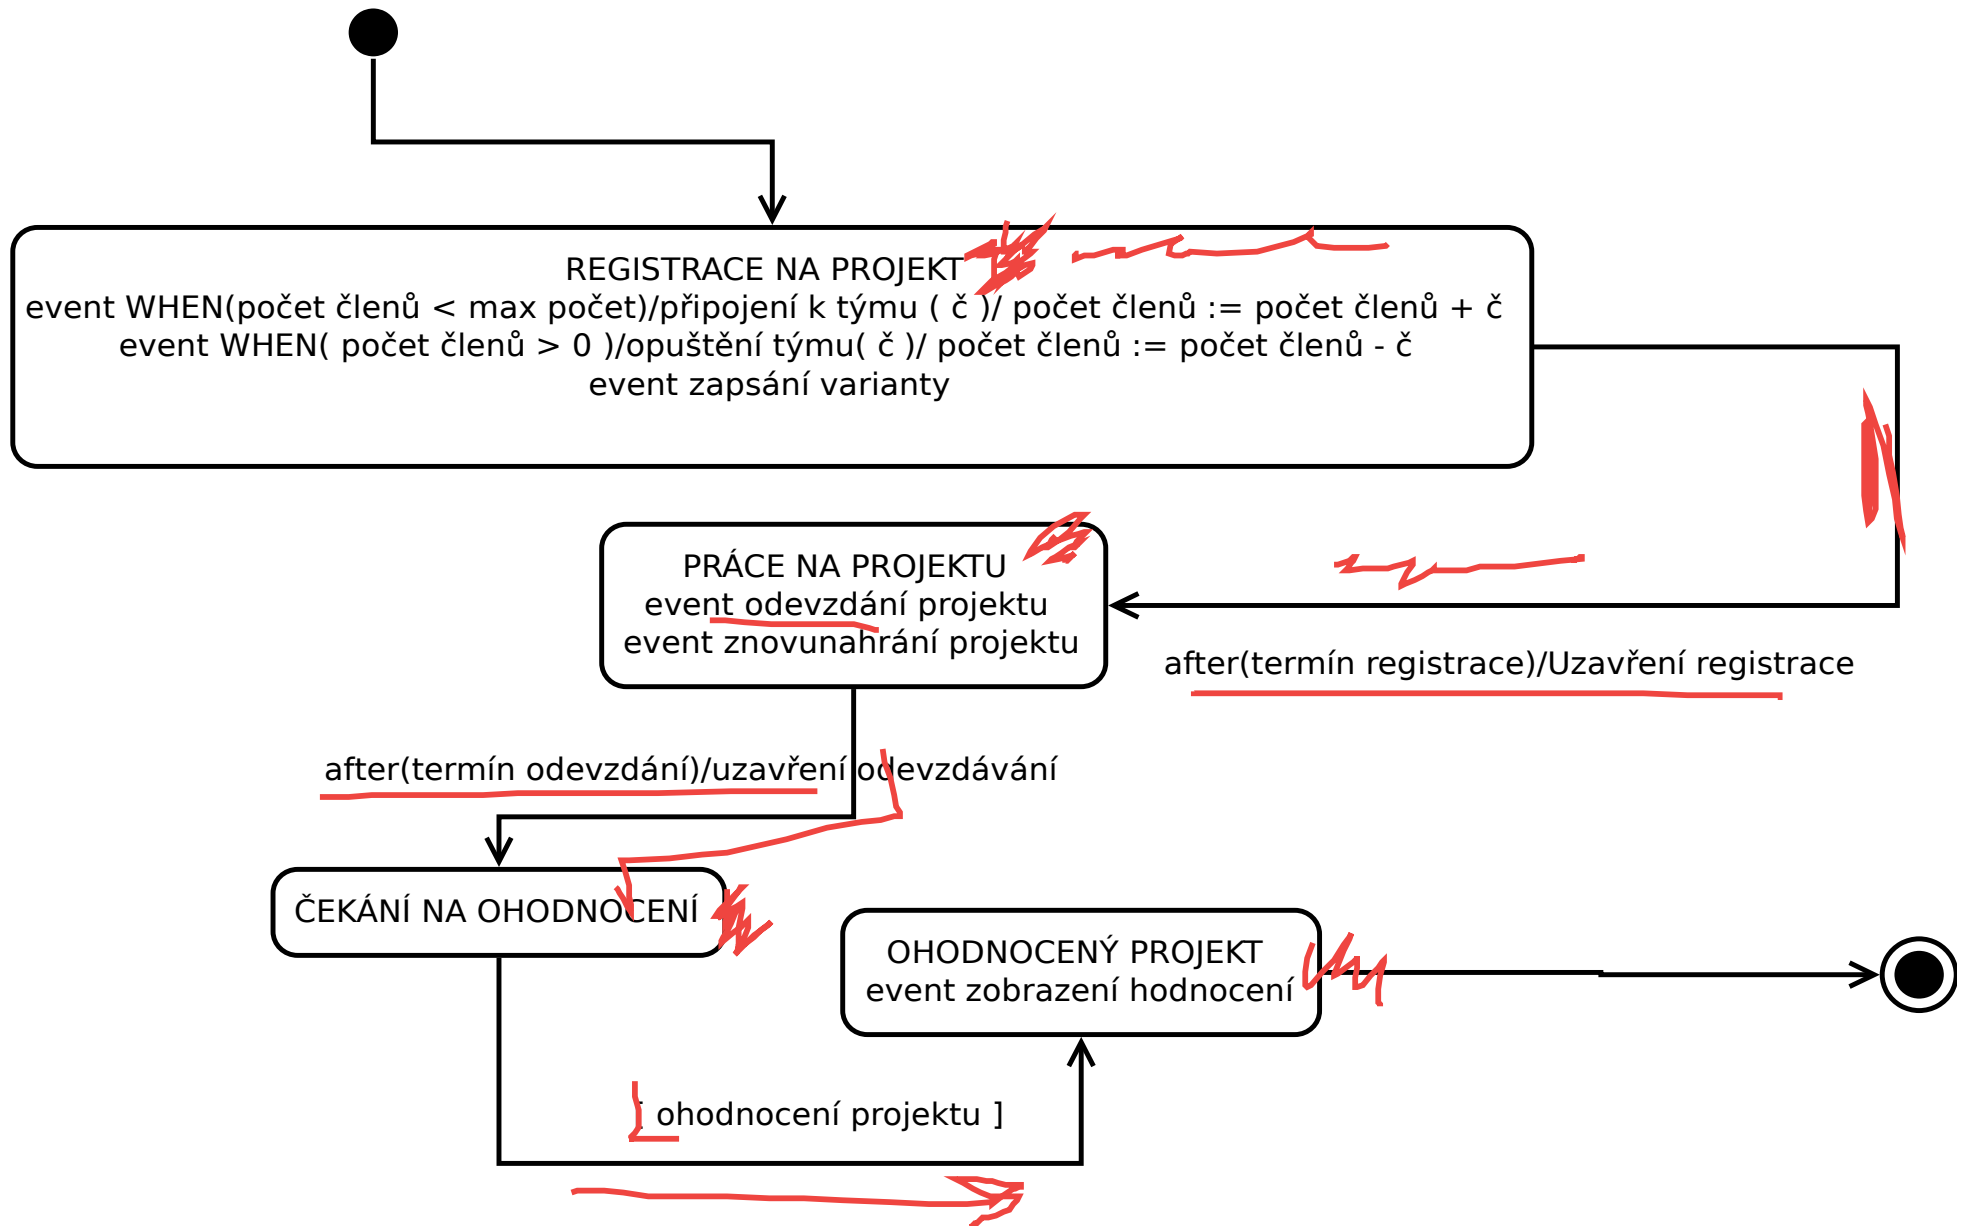 REGISTRACE NA PROJEKT
event WHEN(počet členů < max počet)/připojení k týmu ( č )/ počet členů := počet členů + č
event WHEN( počet členů > 0 )/opuštění týmu( č )/ počet členů := počet členů - č
event zapsání varianty
PRÁCE NA PROJEKTU
event odevzdání projektu
event znovunahrání projektu
after(termín registrace)/Uzavření registrace
after(termín odevzdání)/uzavření odevzdávání
ČEKÁNÍ NA OHODNOCENÍ
OHODNOCENÝ PROJEKT
event zobrazení hodnocení
[ ohodnocení projektu ]